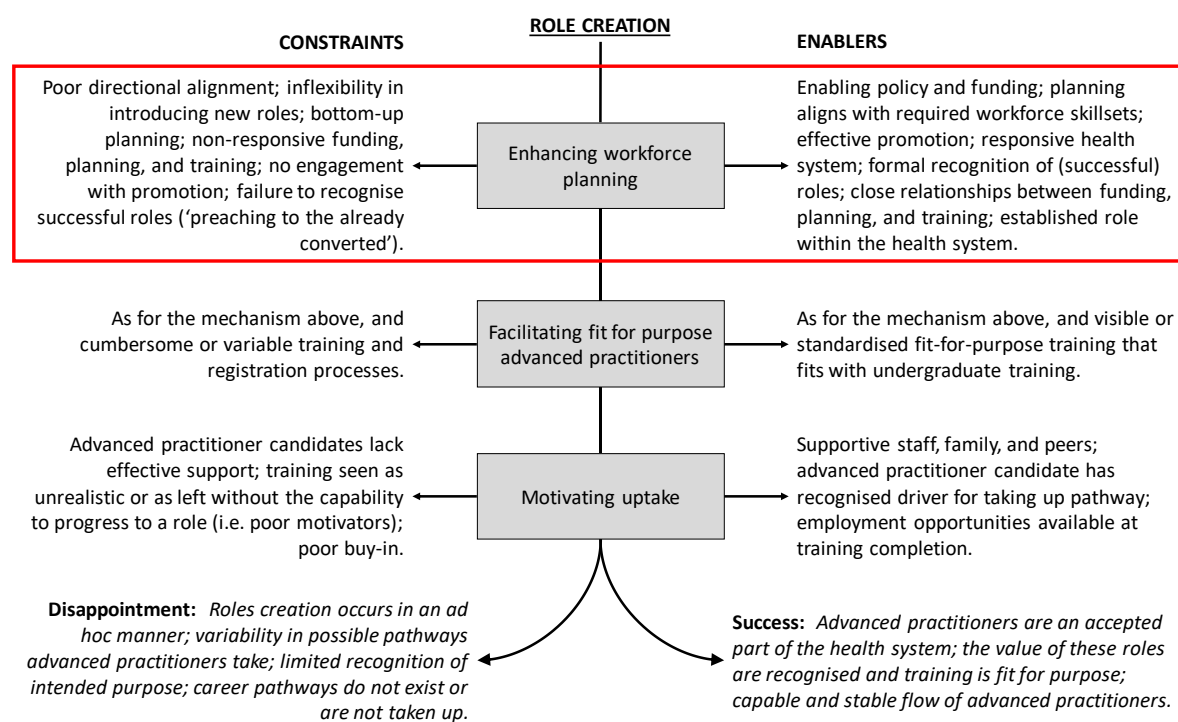 ROLE CREATION
CONSTRAINTS
ENABLERS
Poor directional alignment; inflexibility in
introducing new roles; bottom-up
planning; non-responsive funding,
planning, and training; no engagement
with promotion; failure to recognise
successful roles (‘preaching to the already
converted’).
Enhancing workforce
planning
Enabling policy and funding; planning
aligns with required workforce skillsets;
effective promotion; responsive health
system; formal recognition of (successful)
roles; close relationships between funding,
planning, and training; established role
within the health system.
As for the mechanism above, and
cumbersome or variable training and
registration processes.
Facilitating fit for purpose
advanced practitioners
As for the mechanism above, and visible or
standardised fit-for-purpose training that
fits with undergraduate training.
Advanced practitioner candidates lack
effective support; training seen as
unrealistic or as left without the capability
to progress to a role (i.e. poor motivators);
poor buy-in.
Motivating uptake
Supportive staff, family, and peers;
advanced practitioner candidate has
recognised driver for taking up pathway;
employment opportunities available at
training completion.
Disappointment: Roles creation occurs in an ad
hoc manner; variability in possible pathways
advanced practitioners take; limited recognition of
intended purpose; career pathways do not exist or
are not taken up.
Success: Advanced practitioners are an accepted
part of the health system; the value of these roles
are recognised and training is fit for purpose;
capable and stable flow of advanced practitioners.